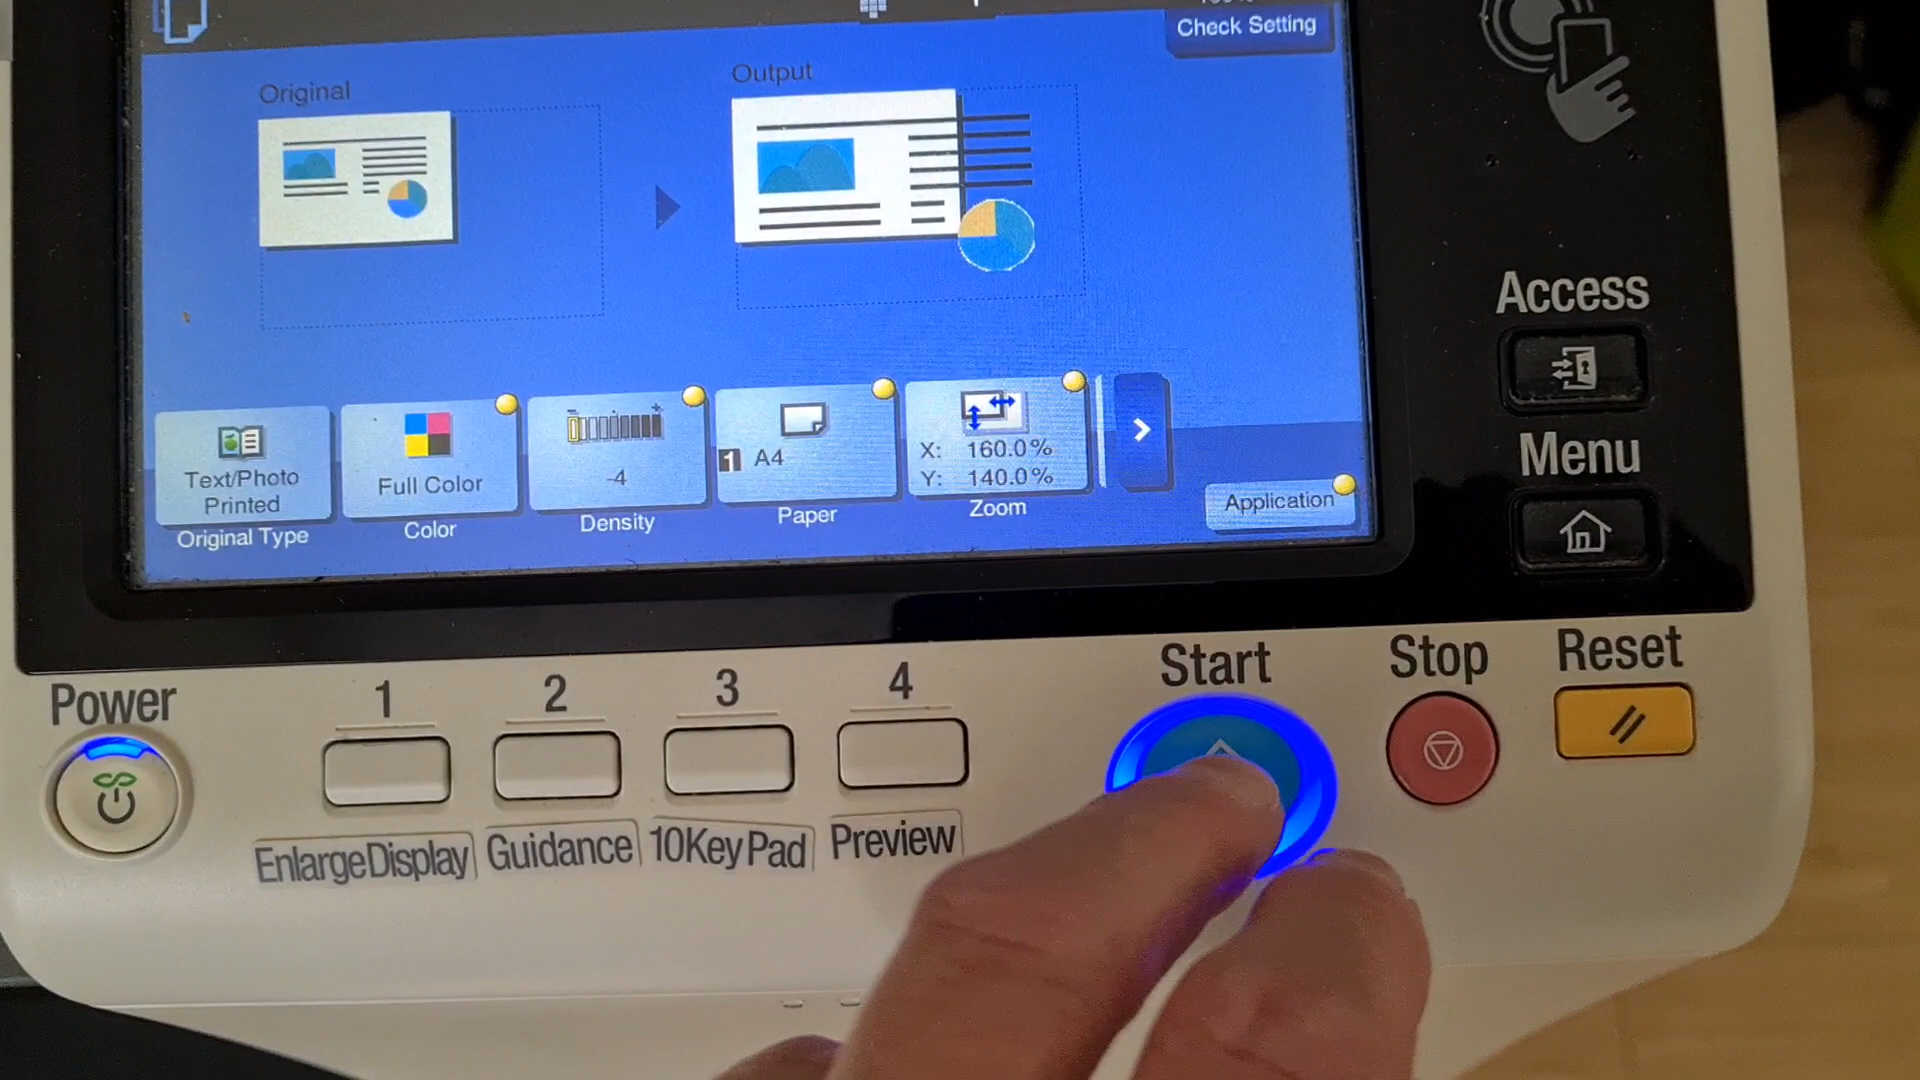 Check Setting
Original
Output
Text/Photo
Printed
Original Type
Full Color
Color
-4
Density
1 A4
Paper
X: 160.0%
Y: 140.0%
Zoom
Application
Access
Menu
Power
1
2
3
4
Start
Stop
Reset
EnlargeDisplay
Guidance
10KeyPad
Preview